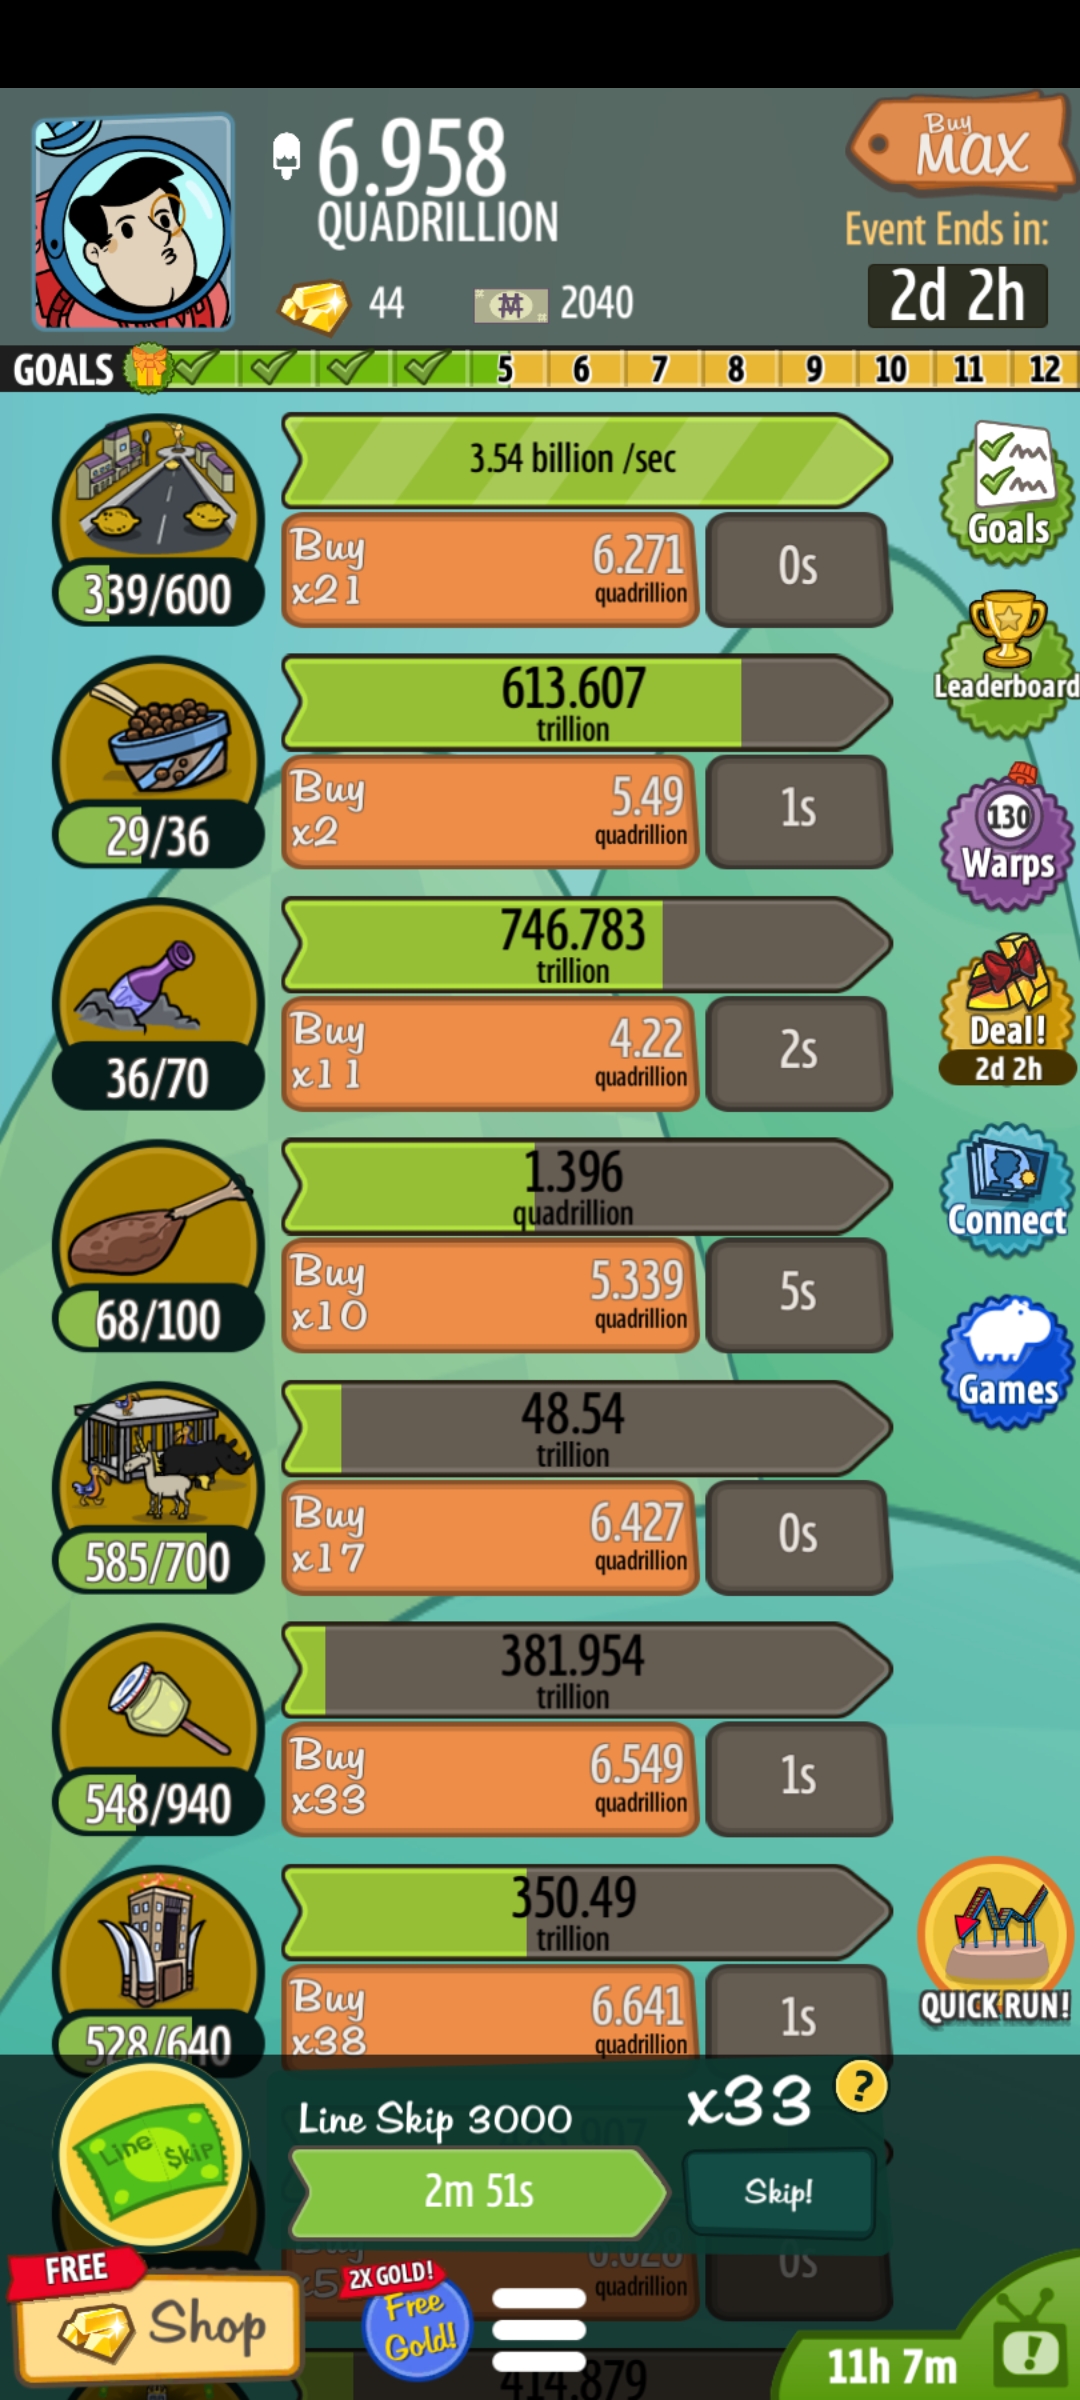 6.958
QUADRILLION
Buy
MAX
Event Ends in:
2d 2h
44
2040
GOALS
5 6 7 8 9 10 11 12
3.54 billion /sec
Buy
x21
6.271
quadrillion
0s
339/600
Goals
Leaderboard
613.607
trillion
Buy
x2
5.49
quadrillion
1s
29/36
130
Warps
746.783
trillion
Buy
x11
4.22
quadrillion
2s
36/70
Deal!
2d 2h
1.396
quadrillion
Buy
x10
5.339
quadrillion
5s
68/100
Connect
Games
48.54
trillion
Buy
x17
6.427
quadrillion
0s
585/700
381.954
trillion
Buy
x33
6.549
quadrillion
1s
548/940
350.49
trillion
Buy
x38
6.641
quadrillion
1s
528/640
QUICK RUN!
Line Skip
Line Skip 3000
x33
?
2m 51s
Skip!
quadrillion
0s
FREE
Shop
2X GOLD!
Free
Gold!
414.879
11h 7m